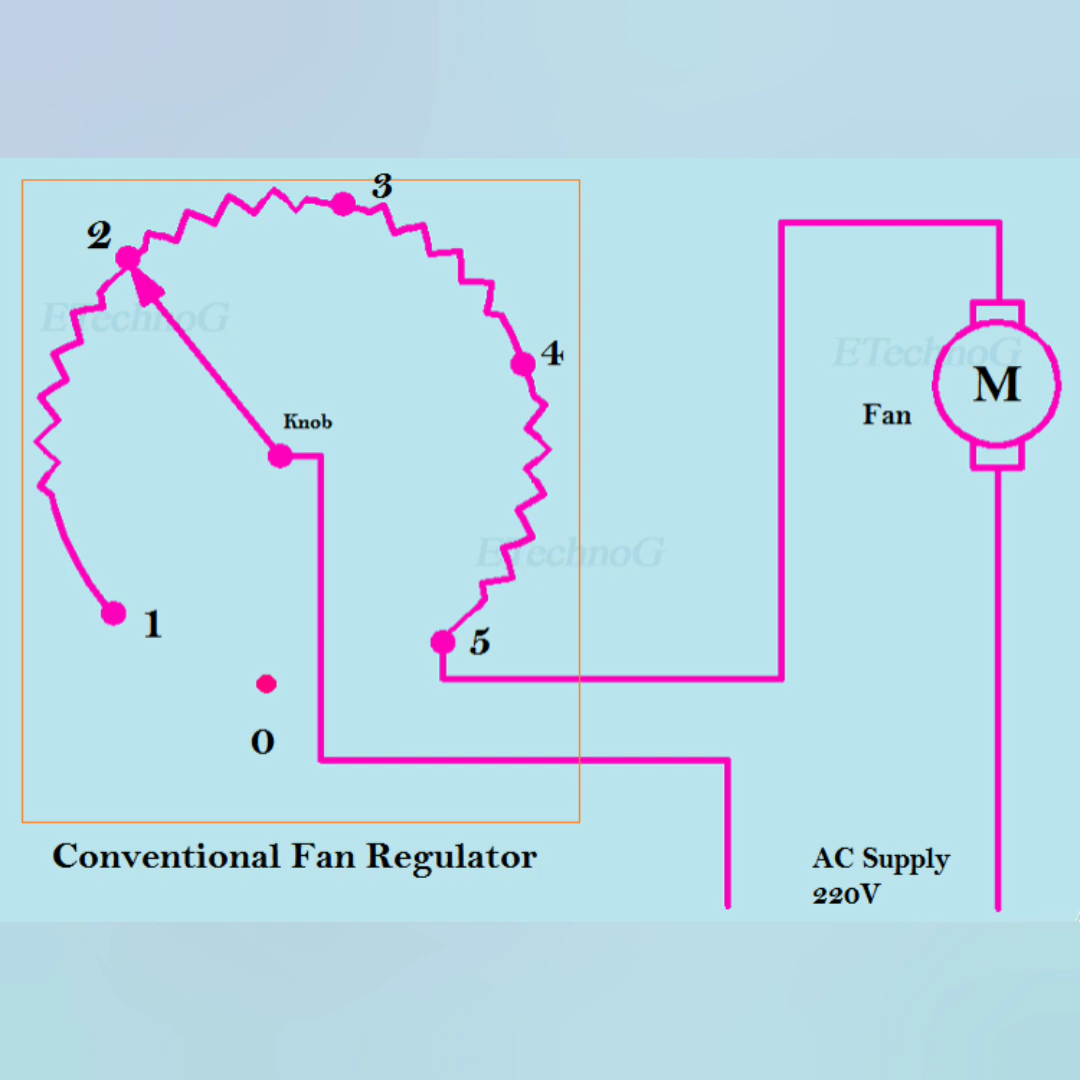 3
2
ETechnoG
4
ETechnoG
M
Knob
Fan
ETechnoG
1
5
0
Conventional Fan Regulator
AC Supply
220V